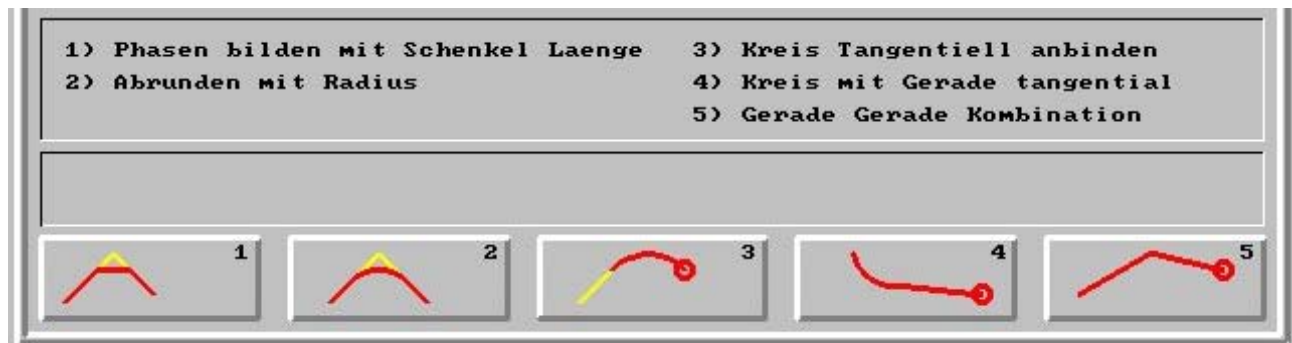 1) Phasen bilden mit Schenkel Laenge
2) Abrunden mit Radius
3) Kreis Tangentiell anbinden
4) Kreis mit Gerade tangential
5) Gerade Gerade Kombination
1
2
3
4
5